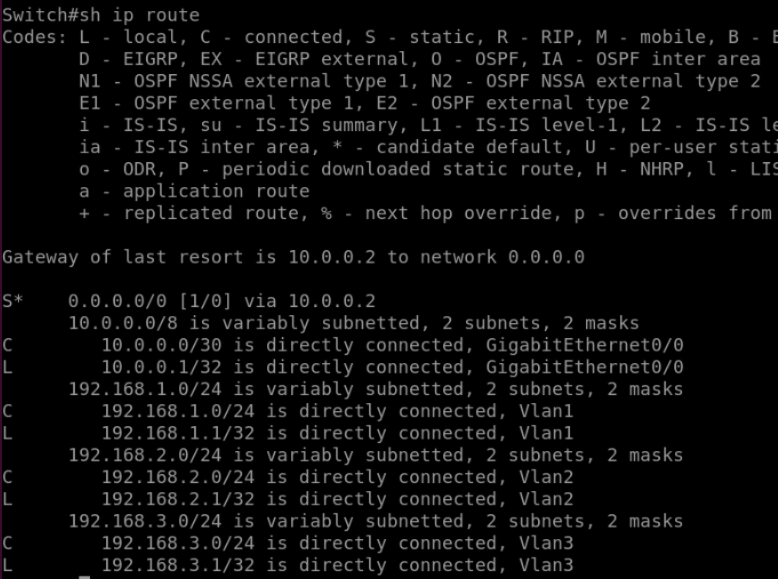 Switch#sh ip route
Codes: L - local, C - connected, S - static, R - RIP, M - mobile, B -
D - EIGRP, EX - EIGRP external, O - OSPF, IA - OSPF inter area
N1 - OSPF NSSA external type 1, N2 - OSPF NSSA external type 2
E1 - OSPF external type 1, E2 - OSPF external type 2
i - IS-IS, su - IS-IS summary, L1 - IS-IS level-1, L2 - IS-IS
ia - IS-IS inter area, * - candidate default, U - per-user
o - ODR, P - periodic downloaded static route, H - NHRP, l -
a - application route
+ - replicated route, % - next hop override, p - overrides from
Gateway of last resort is 10.0.0.2 to network 0.0.0.0
S* 0.0.0.0/0 [1/0] via 10.0.0.2
10.0.0.0/8 is variably subnetted, 2 subnets, 2 masks
C 10.0.0.0/30 is directly connected, GigabitEthernet0/0
L 10.0.0.1/32 is directly connected, GigabitEthernet0/0
192.168.1.0/24 is variably subnetted, 2 subnets, 2 masks
C 192.168.1.0/24 is directly connected, Vlan1
L 192.168.1.1/32 is directly connected, Vlan1
192.168.2.0/24 is variably subnetted, 2 subnets, 2 masks
C 192.168.2.0/24 is directly connected, Vlan2
L 192.168.2.1/32 is directly connected, Vlan2
192.168.3.0/24 is variably subnetted, 2 subnets, 2 masks
C 192.168.3.0/24 is directly connected, Vlan3
L 192.168.3.1/32 is directly connected, Vlan3